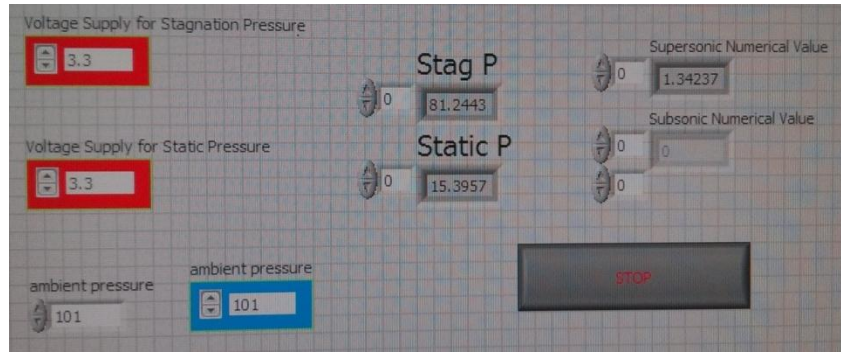 Voltage Supply for Stagnation Pressure
3.3
Stag P
0
81.2443
Supersonic Numerical Value
0
1.34237
Subsonic Numerical Value
0
0
0
Voltage Supply for Static Pressure
3.3
Static P
0
15.3957
ambient pressure
101
ambient pressure
101
STOP